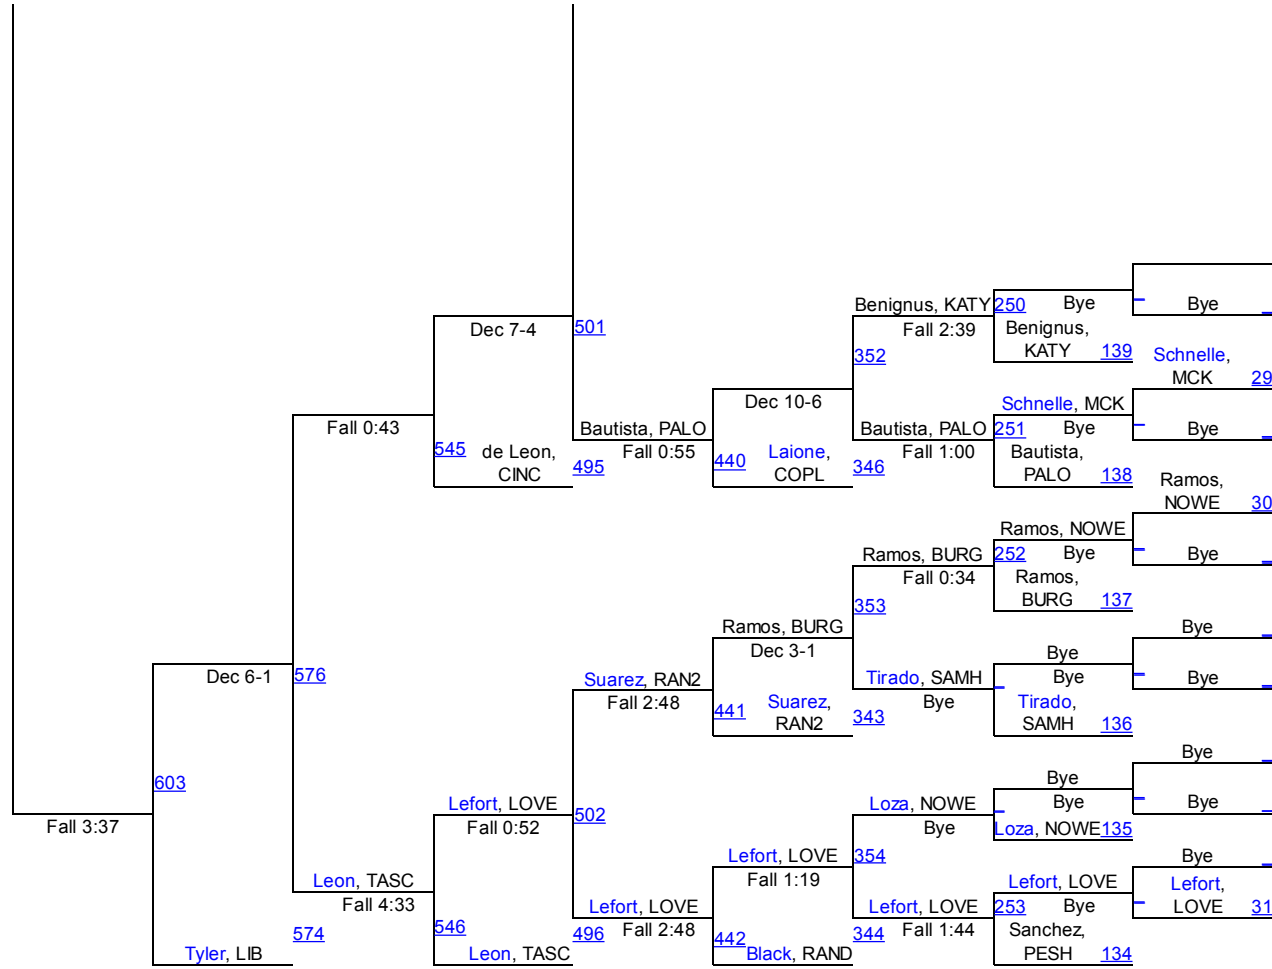 Benignus, KATY 250 Bye
Bye
Dec 7-4 501
Fall 2:39 Benignus,
KATY 139
352
Schnelle,
MCK 29
Dec 10-6
Schnelle, MCK
Fall 0:43
Bautista, PALO
Bautista, PALO 251 Bye
Bye
Fall 0:55
Fall 1:00
545 de Leon,
CINC
495
440 Laione,
COPL
346
Bautista,
PALO 138
Ramos,
NOWE 30
Ramos, NOWE
Ramos, BURG 252 Bye
Bye
Fall 0:34 Ramos,
BURG 137
353
Ramos, BURG
Bye
Dec 3-1
Bye
Dec 6-1 576
Suarez, RAN2
Tirado, SAMH
Bye
Bye
Fall 2:48
Bye
441 Suarez,
RAN2
343
Tirado,
SAMH 136
Bye
603
Bye
Lefort, LOVE
502
Loza, NOWE
Bye
Bye
Fall 3:37
Fall 0:52
Bye
Loza, NOWE 135
Lefort, LOVE
354
Bye
Fall 1:19
Leon, TASC
Lefort, LOVE
Lefort,
LOVE 31
Fall 4:33
Lefort, LOVE
Lefort, LOVE
253 Bye
546
496
Fall 2:48
442
344
Fall 1:44
Sanchez,
PESH 134
574
Tyler, LIB
Leon, TASC
Black, RAND